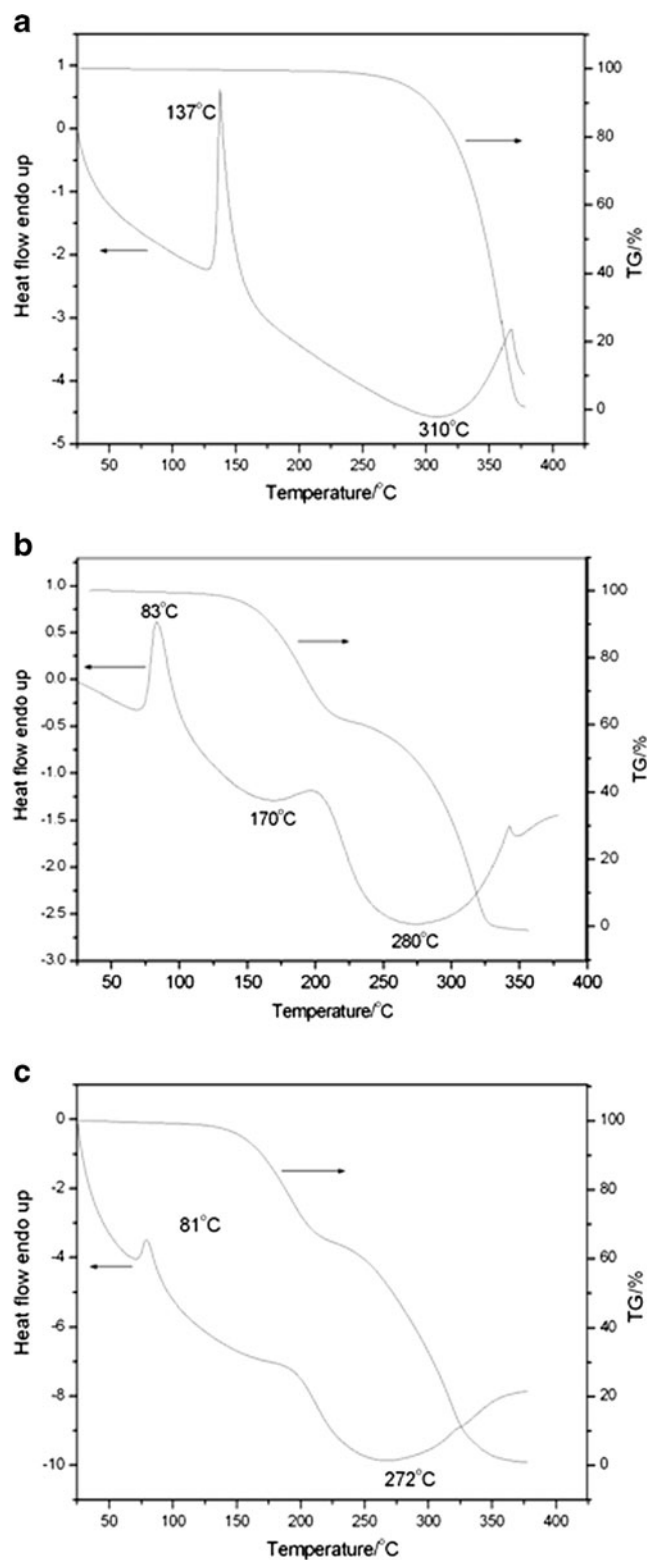 a
Heat flow endo up
1
0
-1
-2
-3
-4
-5
137°C
310°C
100
80
60
40
20
0
TG/%
50 100 150 200 250 300 350 400
Temperature/°C
b
Heat flow endo up
1.0
0.5
0.0
-0.5
-1.0
-1.5
-2.0
-2.5
-3.0
83°C
170°C
280°C
100
80
60
40
20
0
TG/%
50 100 150 200 250 300 350 400
Temperature/°C
c
Heat flow endo up
0
-2
-4
-6
-8
-10
81°C
272°C
100
80
60
40
20
0
TG/%
50 100 150 200 250 300 350 400
Temperature/°C